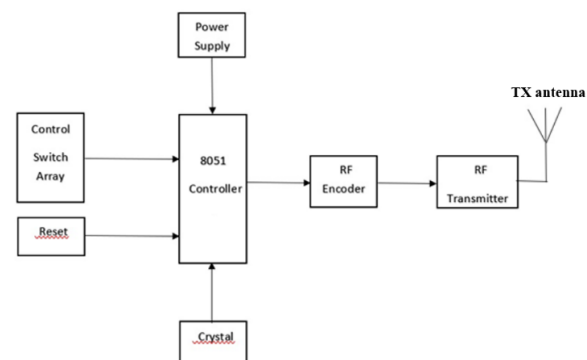 Power
Supply
TX antenna
Control
Switch
Array
8051
Controller
RF
Encoder
RF
Transmitter
Reset
Crystal